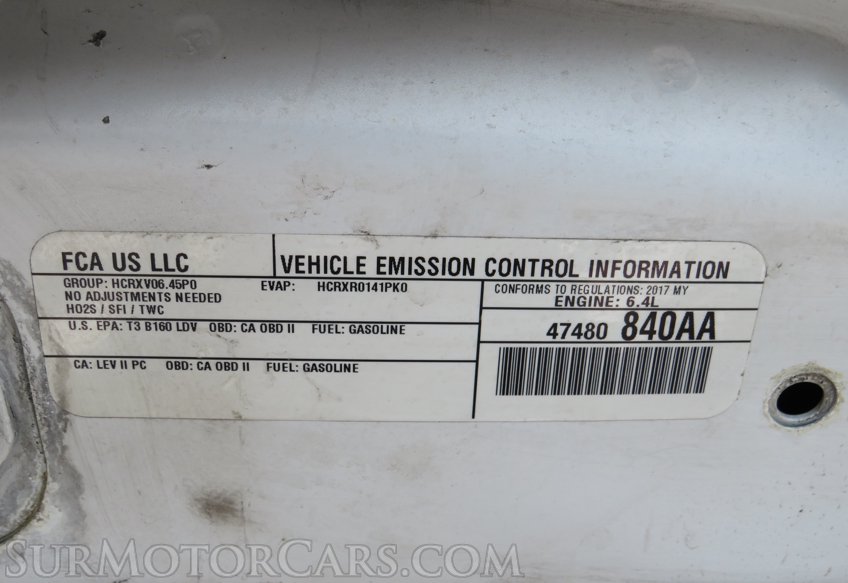 FCA US LLC
VEHICLE EMISSION CONTROL INFORMATION
GROUP: HCRXV06.45P0 EVAP: HCRXR0141PK0
NO ADJUSTMENTS NEEDED
HO2S / SFI / TWC
CONFORMS TO REGULATIONS: 2017 MY
ENGINE: 6.4L
U.S. EPA: T3 B160 LDV OBD: CA OBD II FUEL: GASOLINE
47480 840AA
CA: LEV II PC OBD: CA OBD II FUEL: GASOLINE
SurMotorCars.com